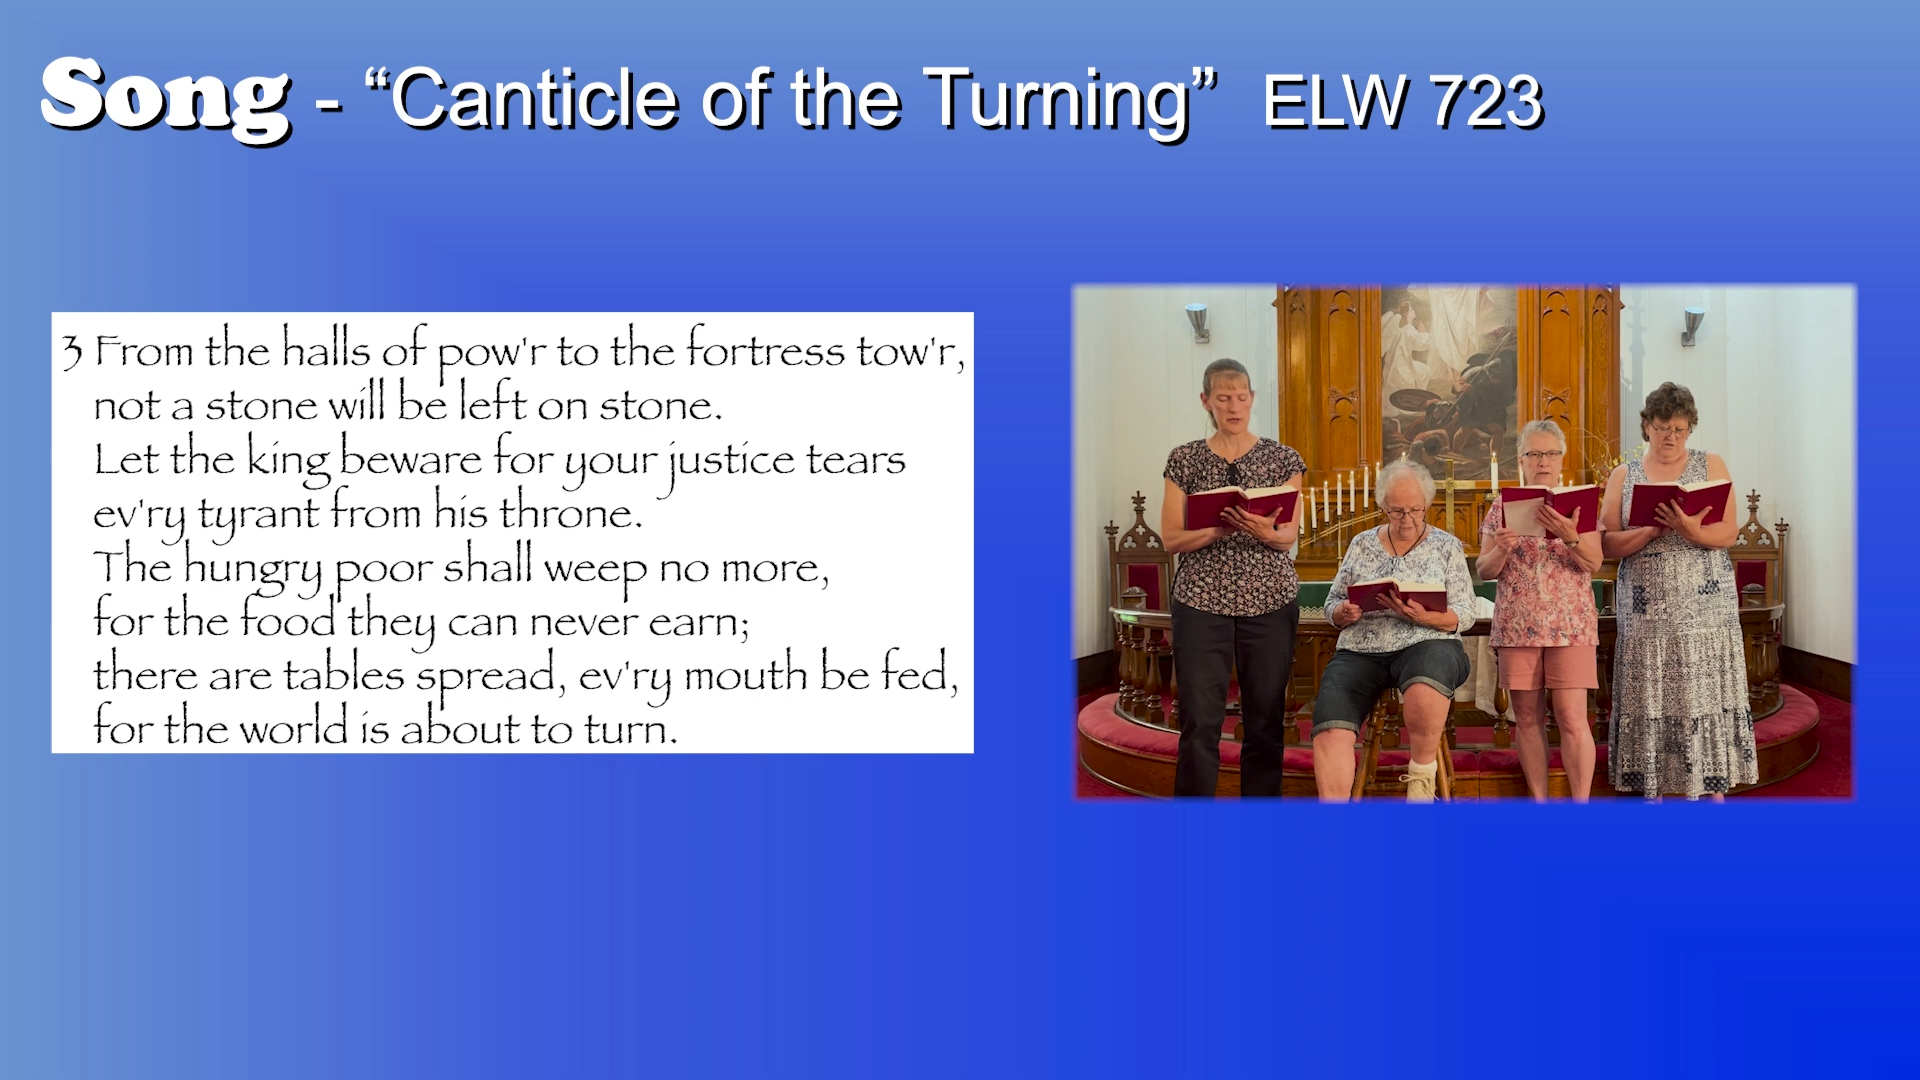 Song - “Canticle of the Turning” ELW 723
3 From the halls of pow'r to the fortress tow'r,
not a stone will be left on stone.
Let the king beware for your justice tears
ev'ry tyrant from his throne.
The hungry poor shall weep no more,
for the food they can never earn;
there are tables spread, ev'ry mouth be fed,
for the world is about to turn.